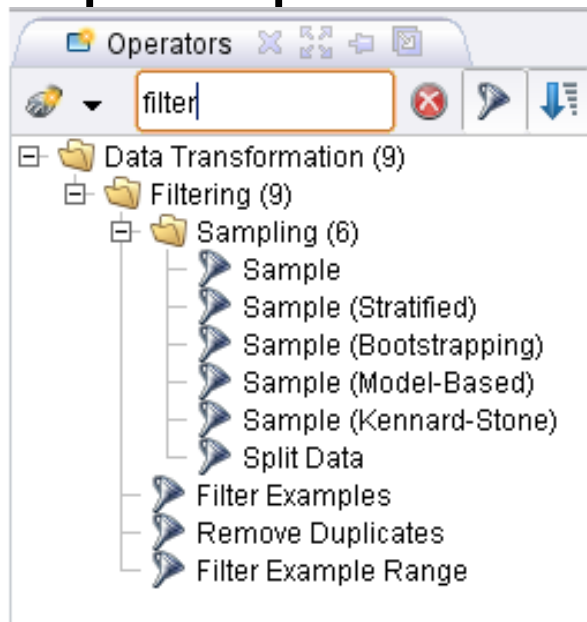 Operators
filter
Data Transformation (9)
Filtering (9)
Sampling (6)
Sample
Sample (Stratified)
Sample (Bootstrapping)
Sample (Model-Based)
Sample (Kennard-Stone)
Split Data
Filter Examples
Remove Duplicates
Filter Example Range